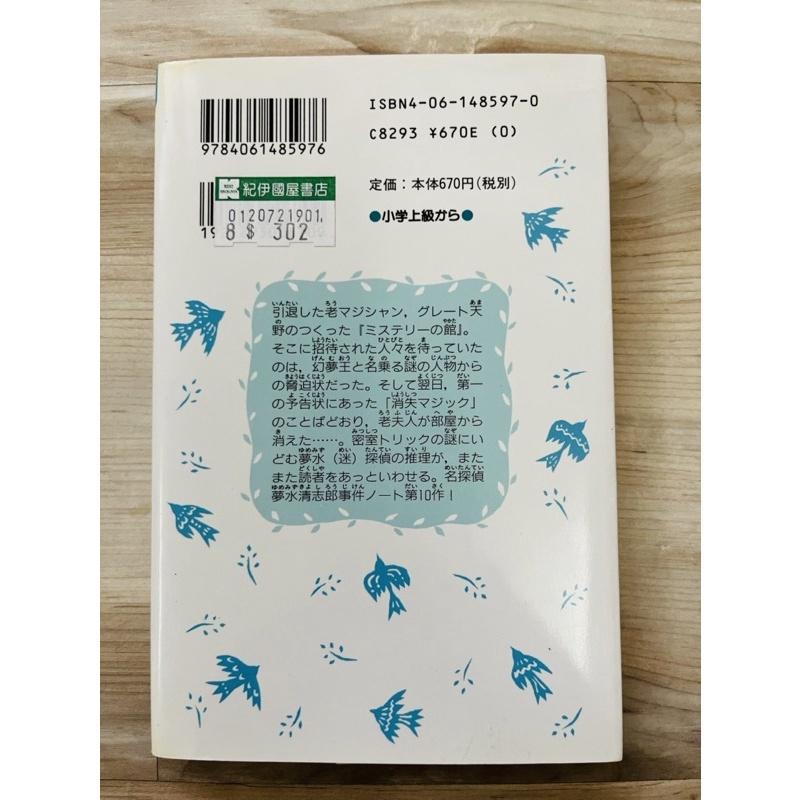 ISBN4-06-148597-0
C8293 ¥670E (0)
9784061485976
定価：本体670円(税別)
●小学上級から●
紀伊國屋書店
0120721901,
8 $ 302
19
引退した老マジシャン，グレート天
野のつくった『ミステリーの館』。
そこに招待された人々を待っていた
のは，幻夢王と名乗る謎の人物から
の脅迫状だった。そして翌日，第一
の予告状にあった「消失マジック」
のことばどおり，老夫人が部屋から
消えた……。密室トリックの謎にい
どむ夢水（迷）探偵の推理が，また
また読者をあっといわせる。名探偵
夢水清志郎事件ノート第10作！